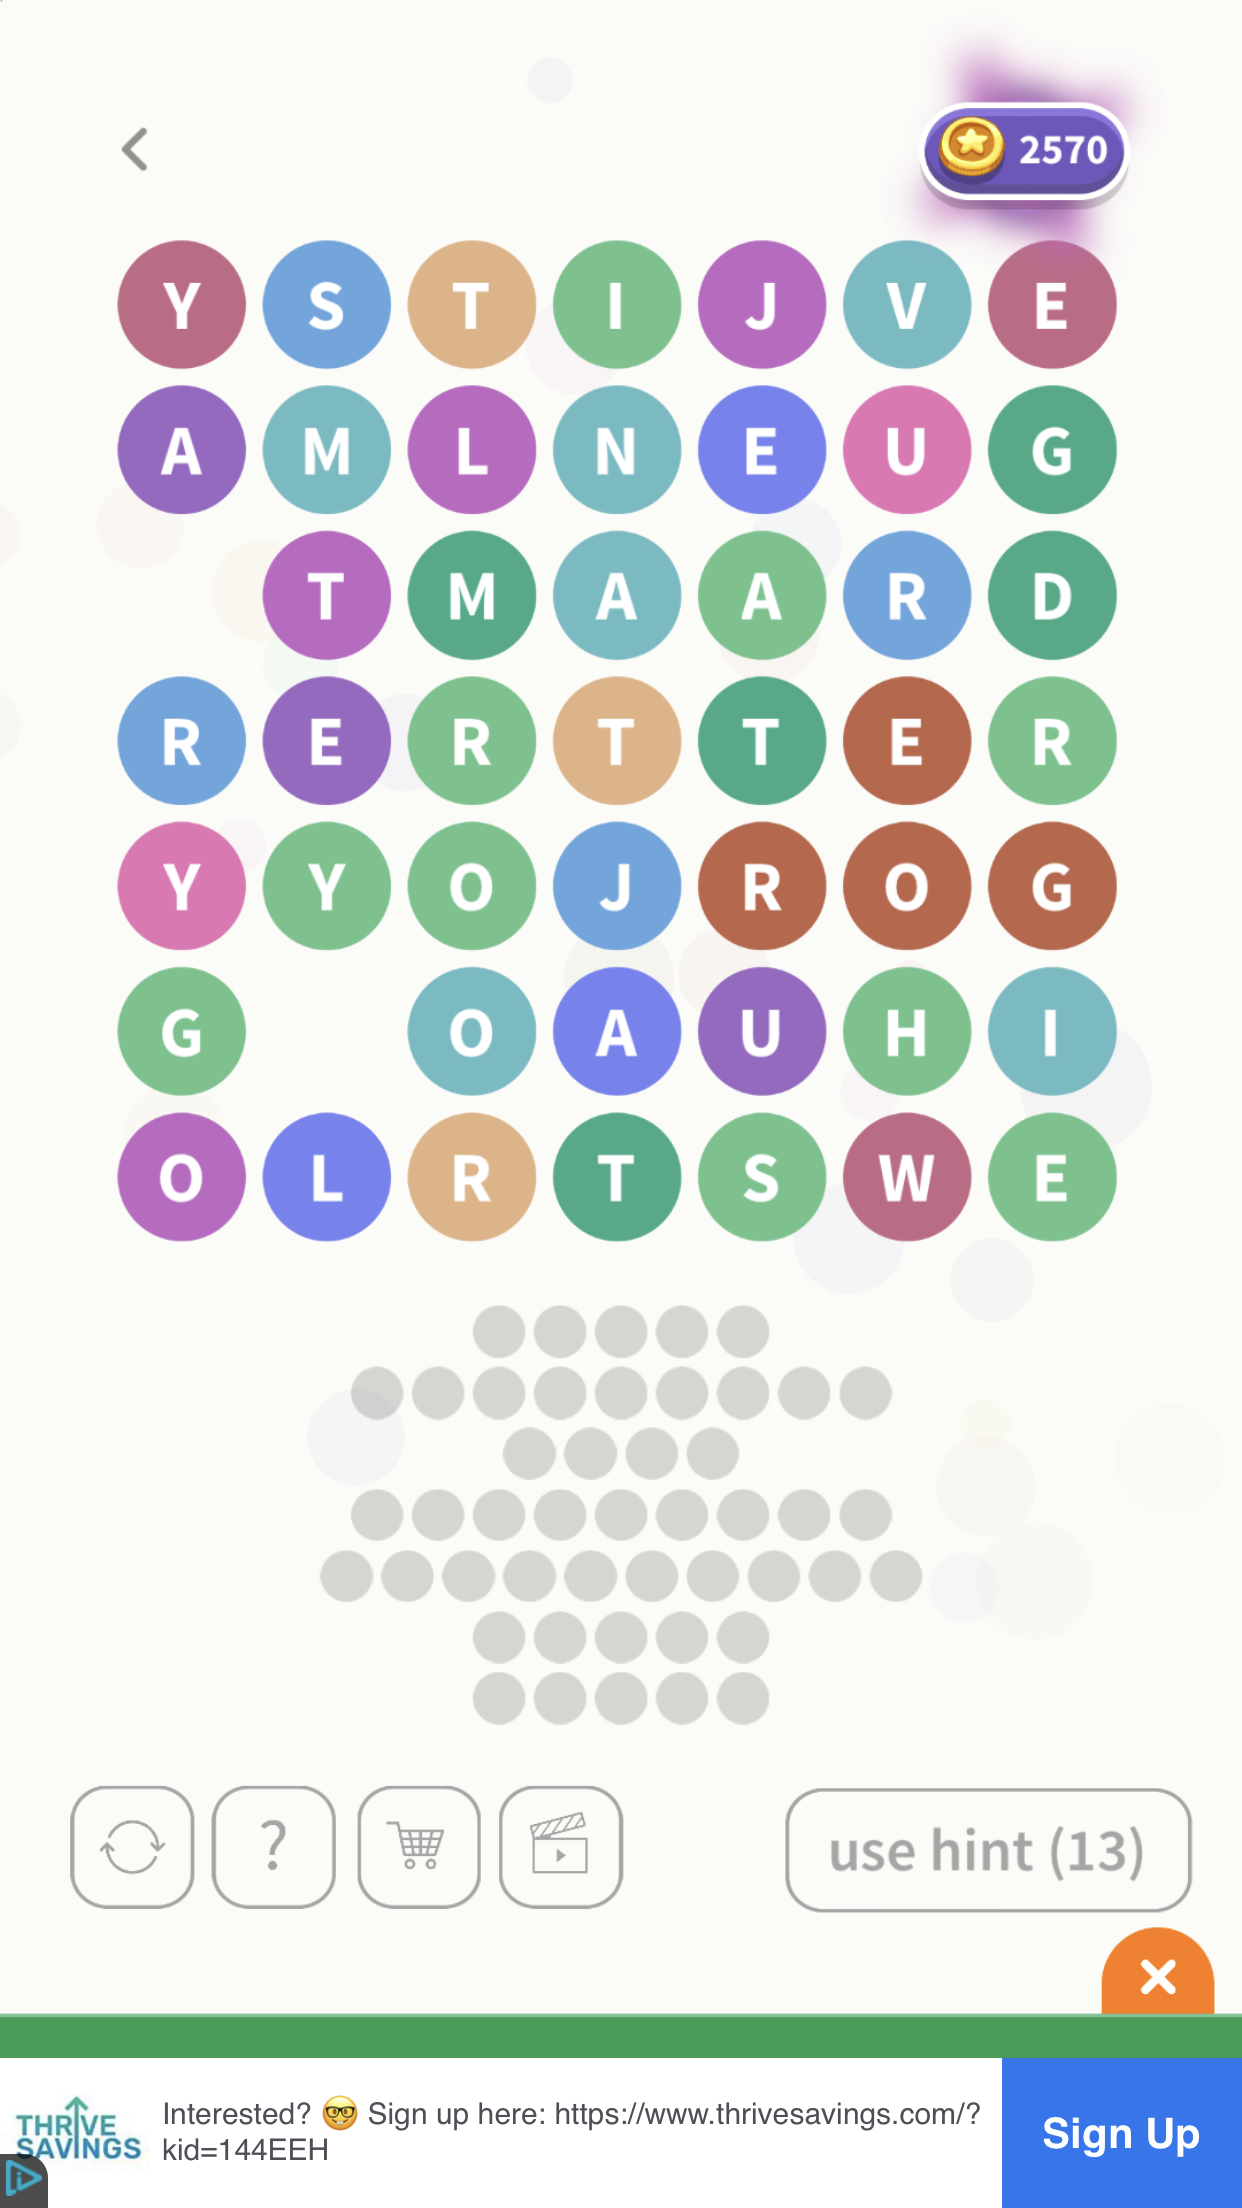 2570
Y S T I J V E
A M L N E U G
T M A A R D
R E R T T E R
Y Y O J R O G
G O A U H I
O L R T S W E
?
use hint (13)
THRIVE
SAVINGS
Interested? 🤓 Sign up here: https://www.thrivesavings.com/?
kid=144EEH
Sign Up